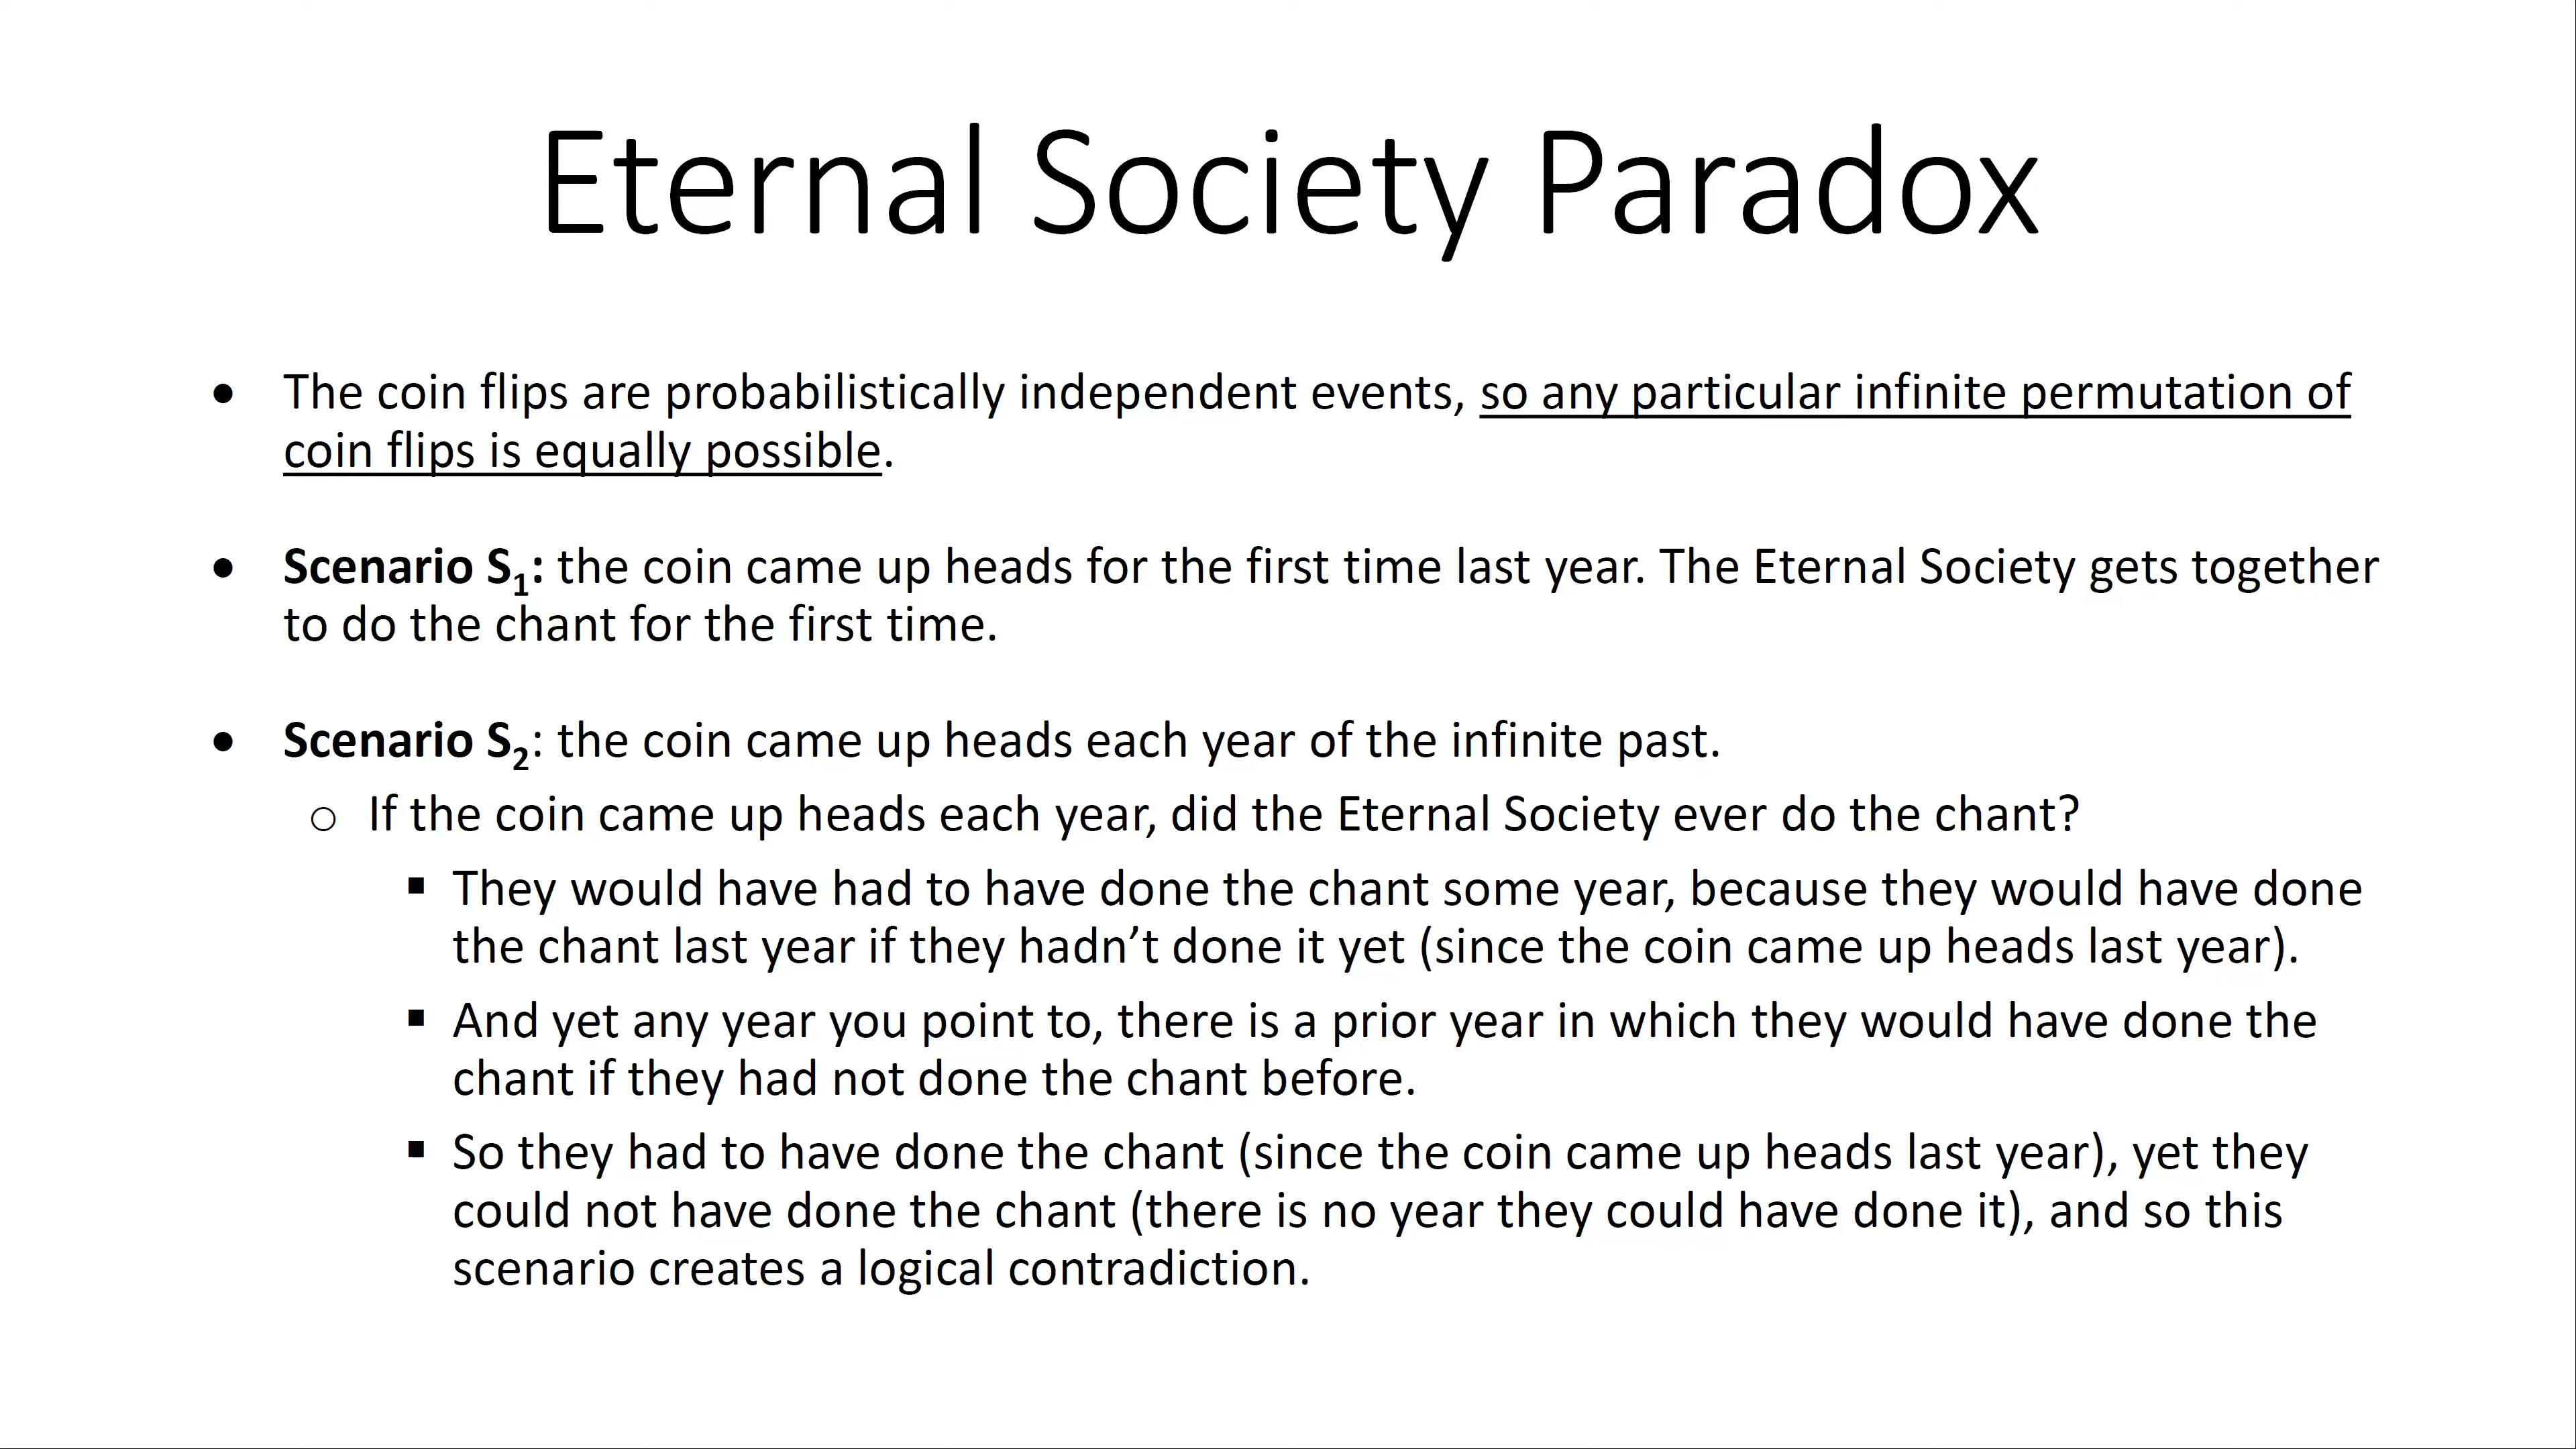 Eternal Society Paradox
• The coin flips are probabilistically independent events, so any particular infinite permutation of
coin flips is equally possible.
• Scenario S₁: the coin came up heads for the first time last year. The Eternal Society gets together
to do the chant for the first time.
• Scenario S₂: the coin came up heads each year of the infinite past.
○ If the coin came up heads each year, did the Eternal Society ever do the chant?
▪ They would have had to have done the chant some year, because they would have done
the chant last year if they hadn’t done it yet (since the coin came up heads last year).
▪ And yet any year you point to, there is a prior year in which they would have done the
chant if they had not done the chant before.
▪ So they had to have done the chant (since the coin came up heads last year), yet they
could not have done the chant (there is no year they could have done it), and so this
scenario creates a logical contradiction.